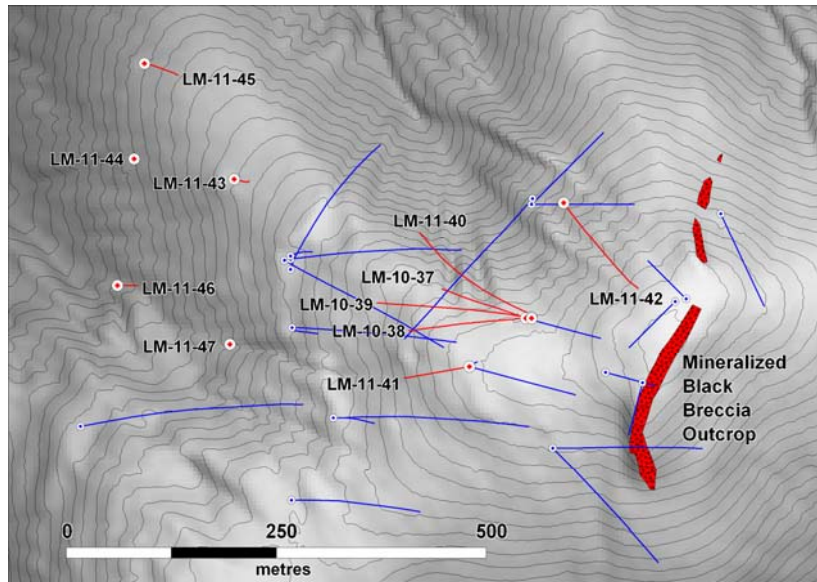 LM-11-45
LM-11-44
LM-11-43
LM-11-40
LM-10-37
LM-11-46
LM-10-39
LM-11-42
LM-10-38
LM-11-47
LM-11-41
Mineralized
Black
Breccia
Outcrop
0 250 500
metres